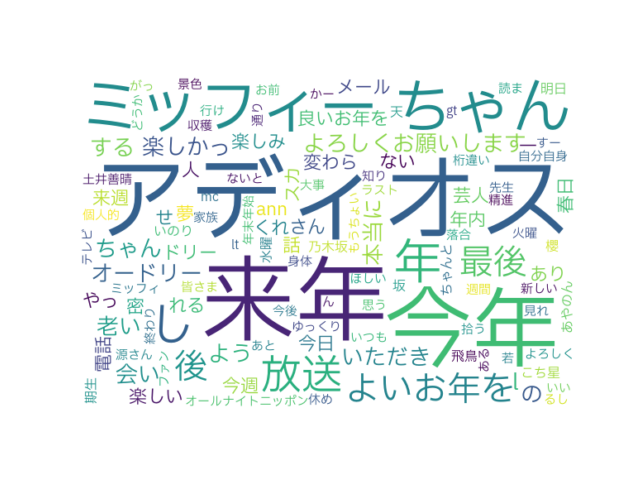 がっ
景色
お前
かー
メール
読ま
明日
ミッフィーちゃん
どうか
収穫
行け
通り
良いお年を
天
gt
する
楽しかっ
楽しみ
よろしくお願いします
ー
すー
自分自身
アディオス
土井善晴
人
ないと
スカ
変わら
大事
ない
知り
ラスト
桁違い
先生
精進
春日
来週
個人的
せ
夢
mc
家族
ann
年末年始
くれさん
本当に
もうちょい
芸人
年内
テレビ
ちゃん
いのり
ドリー
lt
水曜
話
乃木坂
年
ちゃんと
落合
火曜
櫻
オードリー
ミッフィ
皆さま
身体
ほしい
坂
思う
最後
週間
新しい
あり
あやのん
やっ
密
れる
来年
今後
ん
ゆっくり
いつも
今年
見れ
老い
終わり
し
よう
あと
今日
いただき
拾う
飛鳥
ある
若
よろしく
電話
源さん
会い
ファン
後
今週
放送
よいお年を
l
の
こち星
いい
るし
期生
楽しい
オールナイトニッポン
休め